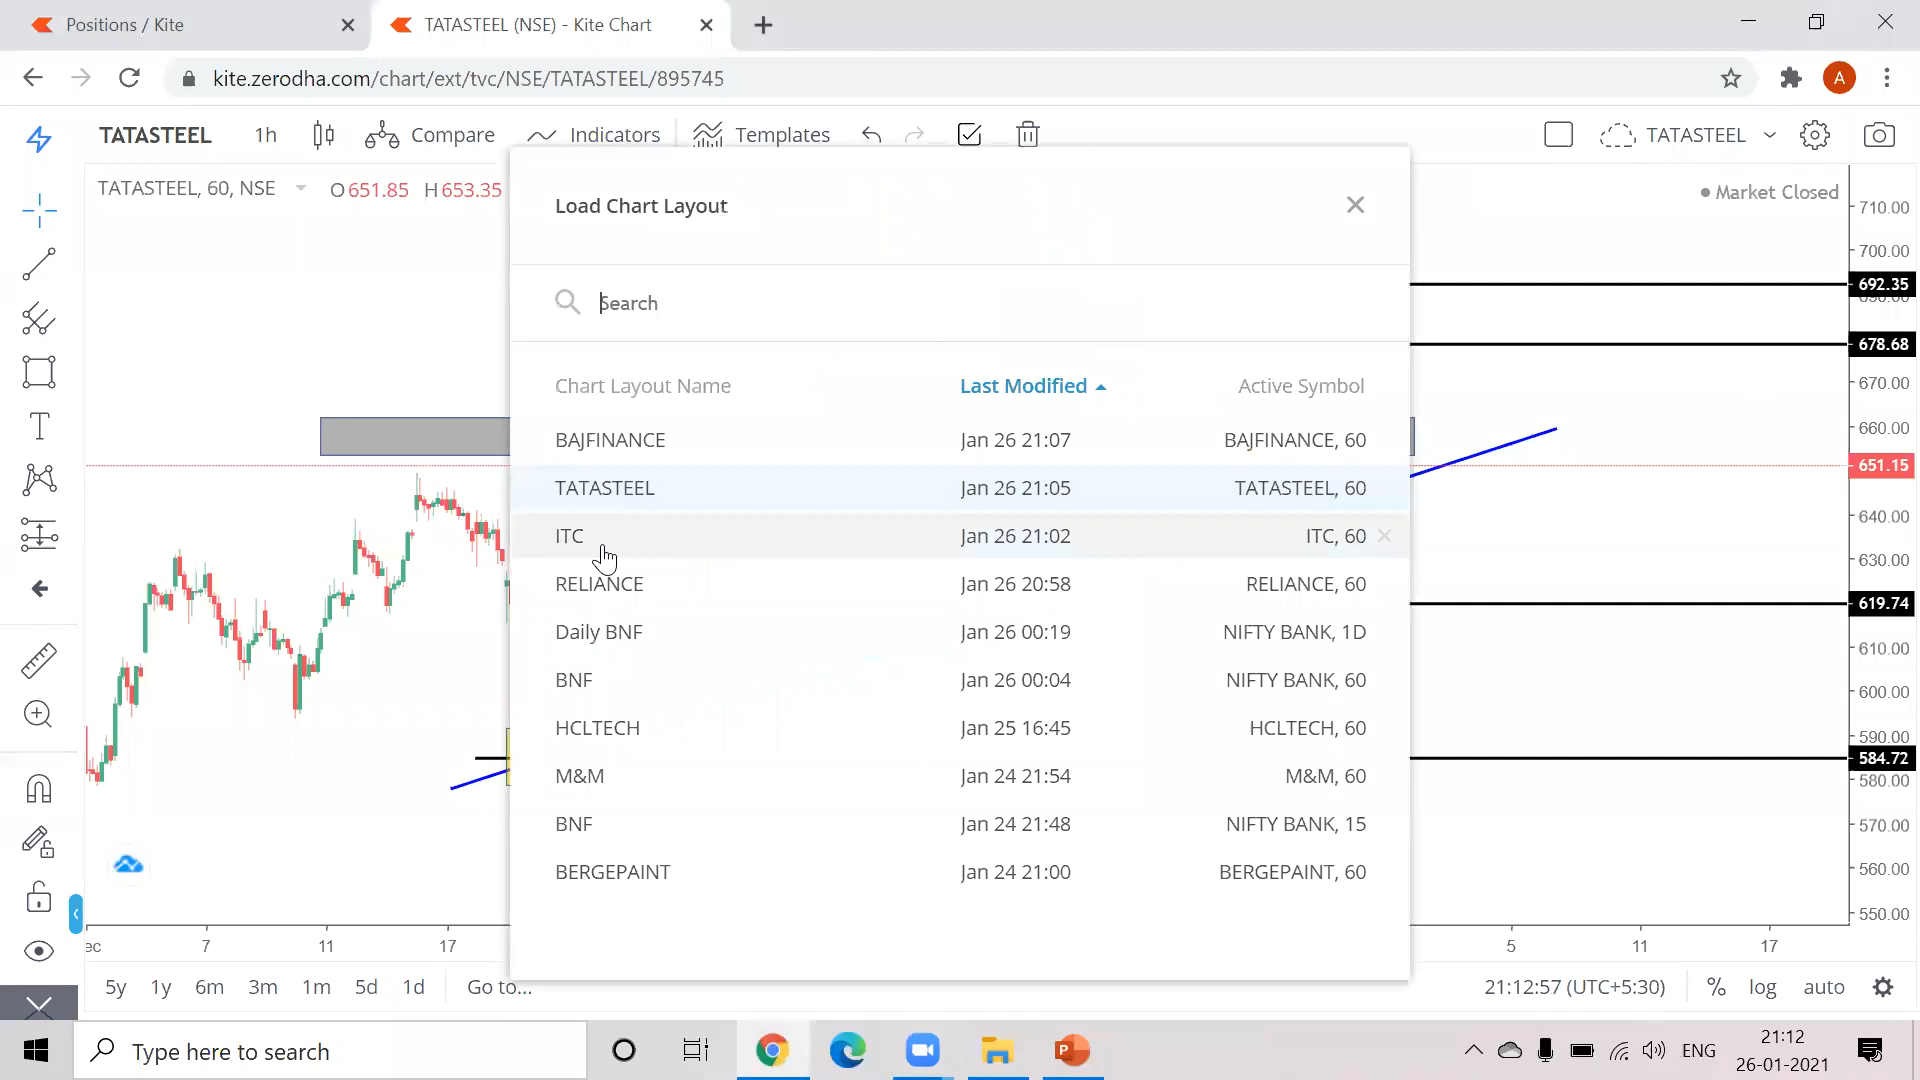 Positions / Kite
TATASTEEL (NSE) - Kite Chart
kite.zerodha.com/chart/ext/tvc/NSE/TATASTEEL/895745
A
TATASTEEL 1h Compare Indicators Templates TATASTEEL
TATASTEEL, 60, NSE O 651.85 H 653.35
Market Closed
Load Chart Layout
Search
Chart Layout Name Last Modified Active Symbol
BAJFINANCE Jan 26 21:07 BAJFINANCE, 60
TATASTEEL Jan 26 21:05 TATASTEEL, 60
ITC Jan 26 21:02 ITC, 60
RELIANCE Jan 26 20:58 RELIANCE, 60
Daily BNF Jan 26 00:19 NIFTY BANK, 1D
BNF Jan 26 00:04 NIFTY BANK, 60
HCLTECH Jan 25 16:45 HCLTECH, 60
M&M Jan 24 21:54 M&M, 60
BNF Jan 24 21:48 NIFTY BANK, 15
BERGEPAINT Jan 24 21:00 BERGEPAINT, 60
710.00
700.00
692.35
678.68
670.00
660.00
651.15
640.00
630.00
619.74
610.00
600.00
590.00
584.72
580.00
570.00
560.00
550.00
ec 7 11 17 5 11 17
5y 1y 6m 3m 1m 5d 1d Go to... 21:12:57 (UTC+5:30) % log auto
Type here to search
ENG
21:12
26-01-2021